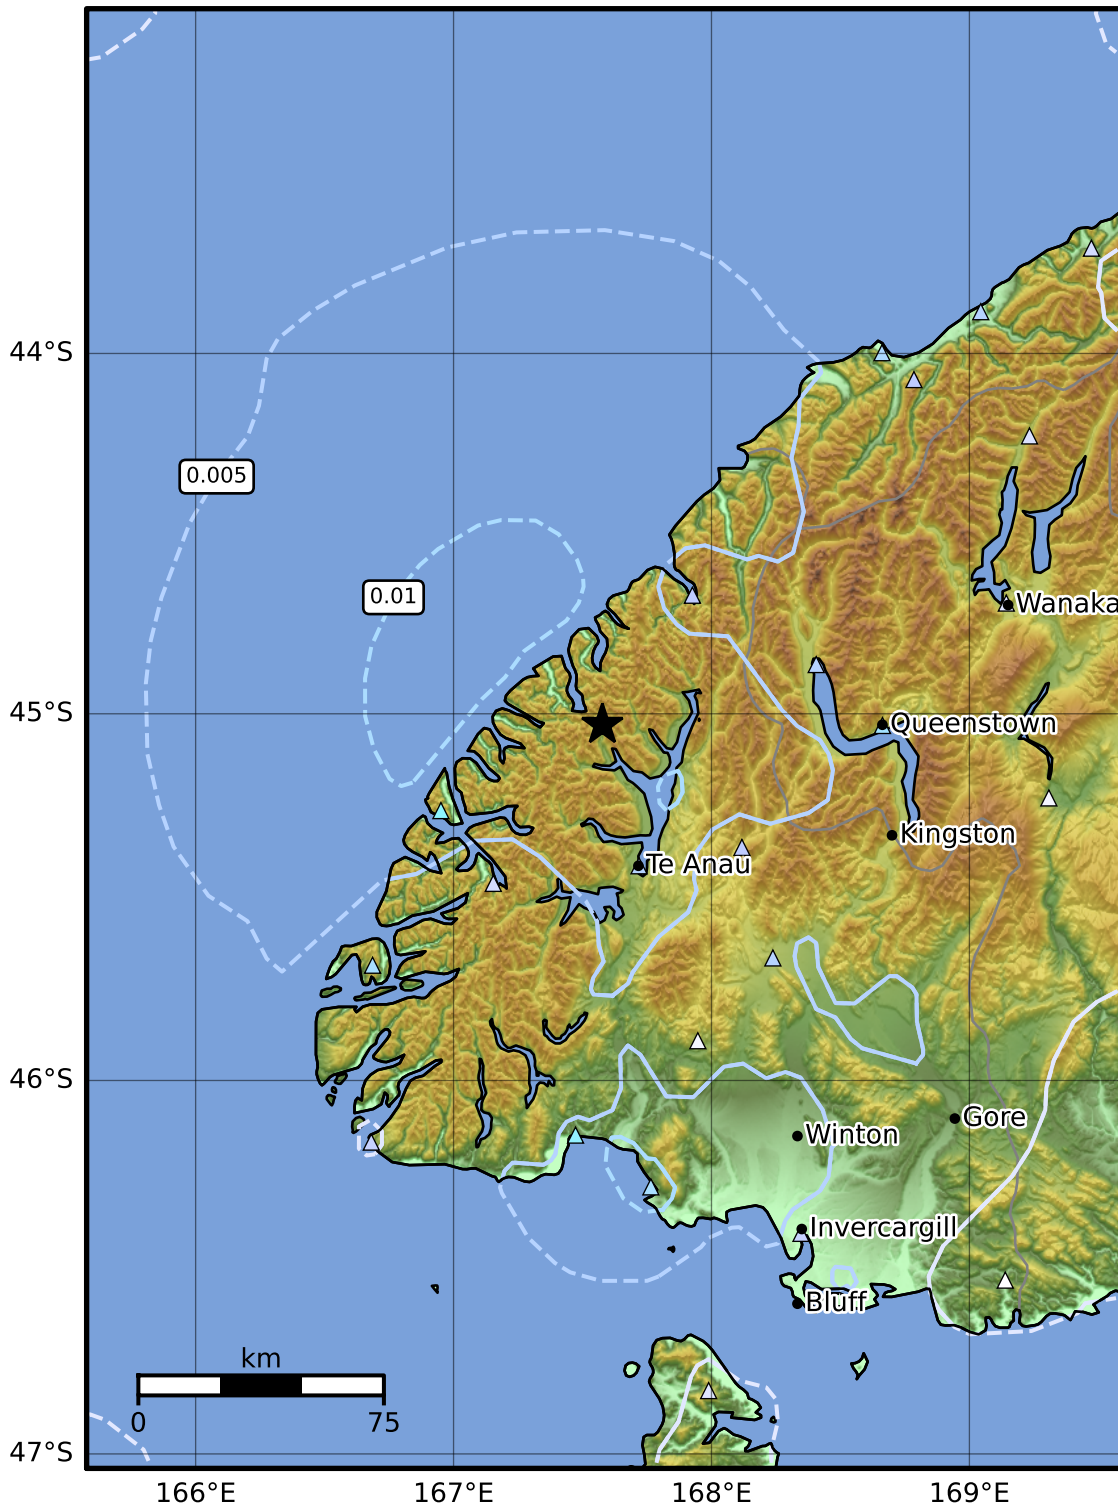 44°S
0.005
0.01
Wanaka
45°S
Queenstown
Kingston
Te Anau
46°S
Gore
Winton
Invercargill
Bluff
km
0
75
47°S
166°E
167°E
168°E
169°E